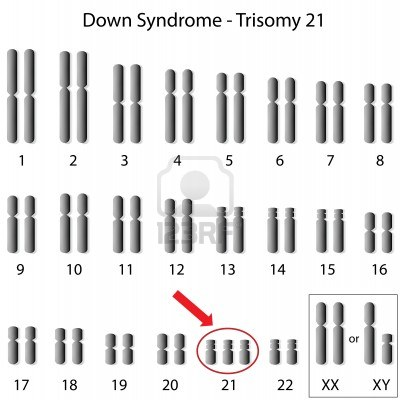 Down Syndrome - Trisomy 21
1 2 3 4 5 6 7 8
9 10 11 12 13 14 15 16
123RF
or
17 18 19 20 21 22 XX XY